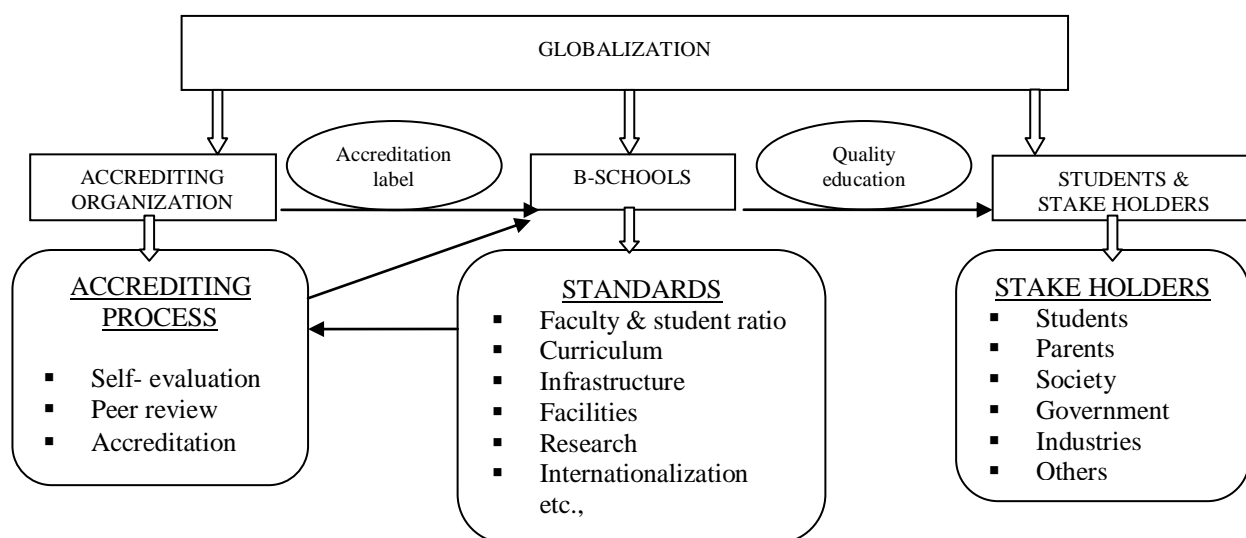 GLOBALIZATION
Accreditation
label
Quality
education
ACCREDITING
ORGANIZATION
B-SCHOOLS
STUDENTS &
STAKE HOLDERS
ACCREDITING
PROCESS
▪ Self- evaluation
▪ Peer review
▪ Accreditation
STANDARDS
▪ Faculty & student ratio
▪ Curriculum
▪ Infrastructure
▪ Facilities
▪ Research
▪ Internationalization
etc.,
STAKE HOLDERS
▪ Students
▪ Parents
▪ Society
▪ Government
▪ Industries
▪ Others